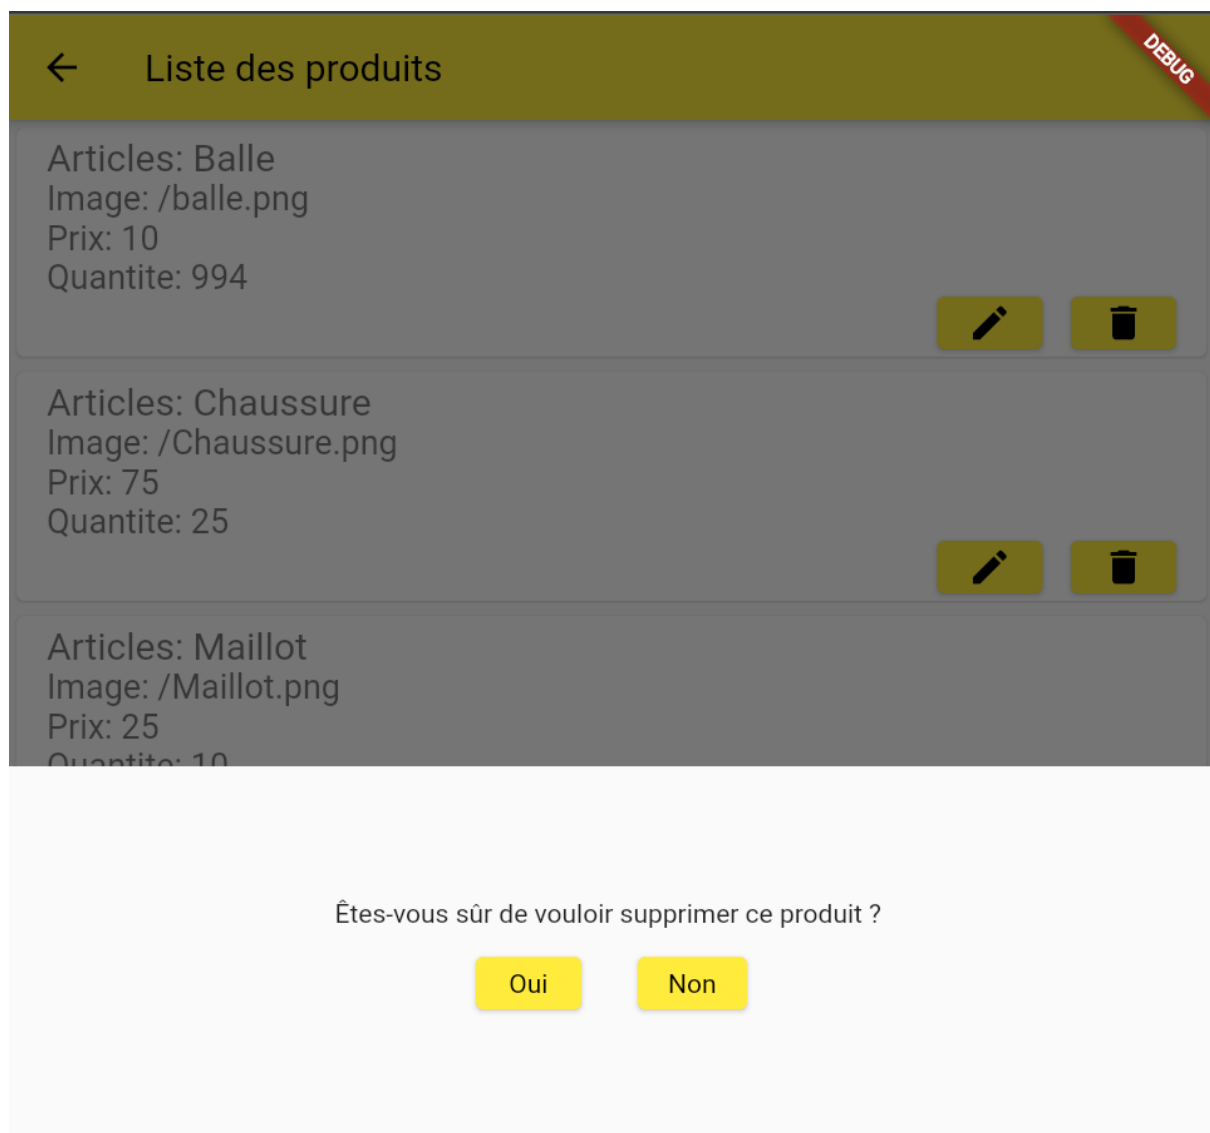 Liste des produits
DEBUG
Articles: Balle
Image: /balle.png
Prix: 10
Quantite: 994
Articles: Chaussure
Image: /Chaussure.png
Prix: 75
Quantite: 25
Articles: Maillot
Image: /Maillot.png
Prix: 25
Quantite: 10
Êtes-vous sûr de vouloir supprimer ce produit ?
Oui
Non